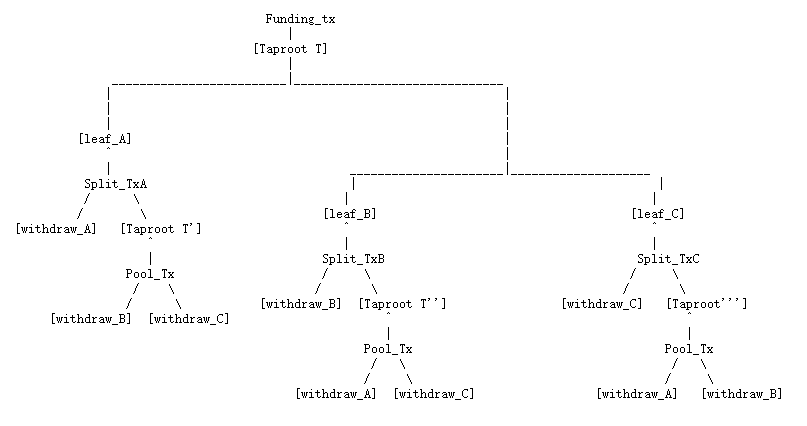 Funding_tx
[Taproot T]
[leaf_A]
Split_TxA
[leaf_B] [leaf_C]
[withdraw_A] [Taproot T']
Split_TxB Split_TxC
Pool_Tx
[withdraw_B] [Taproot T''] [withdraw_C] [Taproot''']
[withdraw_B] [withdraw_C]
Pool_Tx Pool_Tx
[withdraw_A] [withdraw_C] [withdraw_A] [withdraw_B]